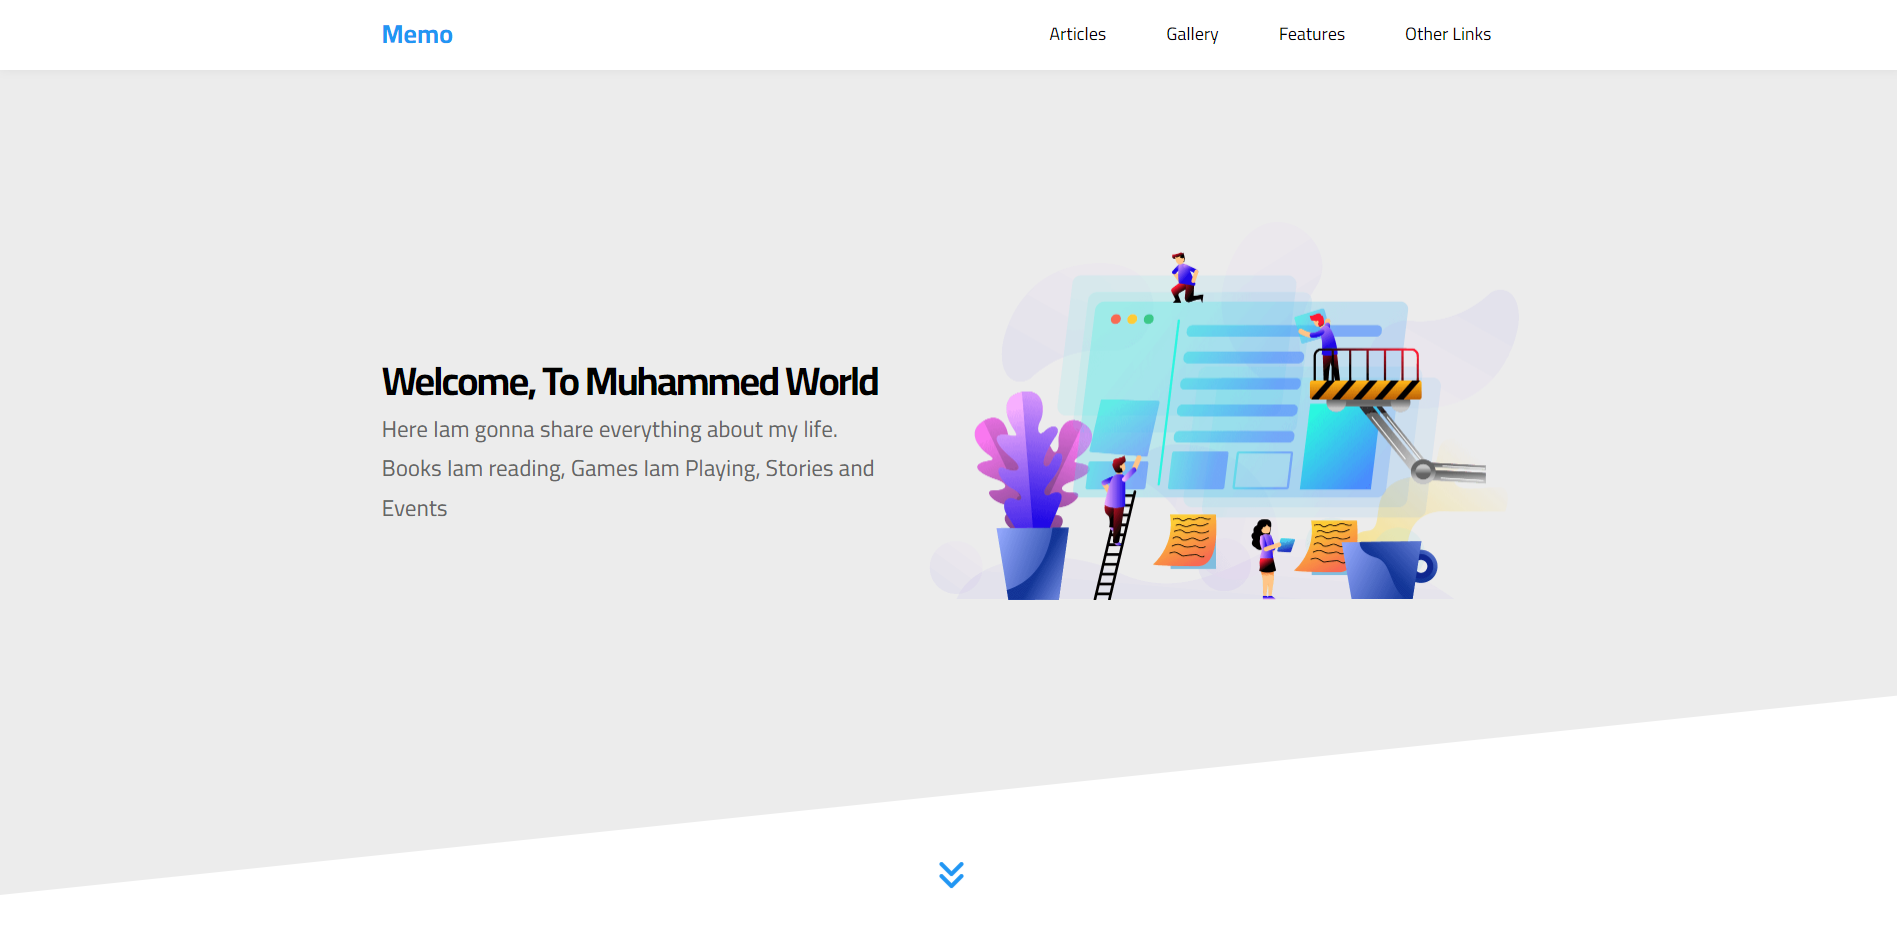 Memo
Articles
Gallery
Features
Other Links
Welcome, To Muhammed World
Here Iam gonna share everything about my life.
Books Iam reading, Games Iam Playing, Stories and
Events